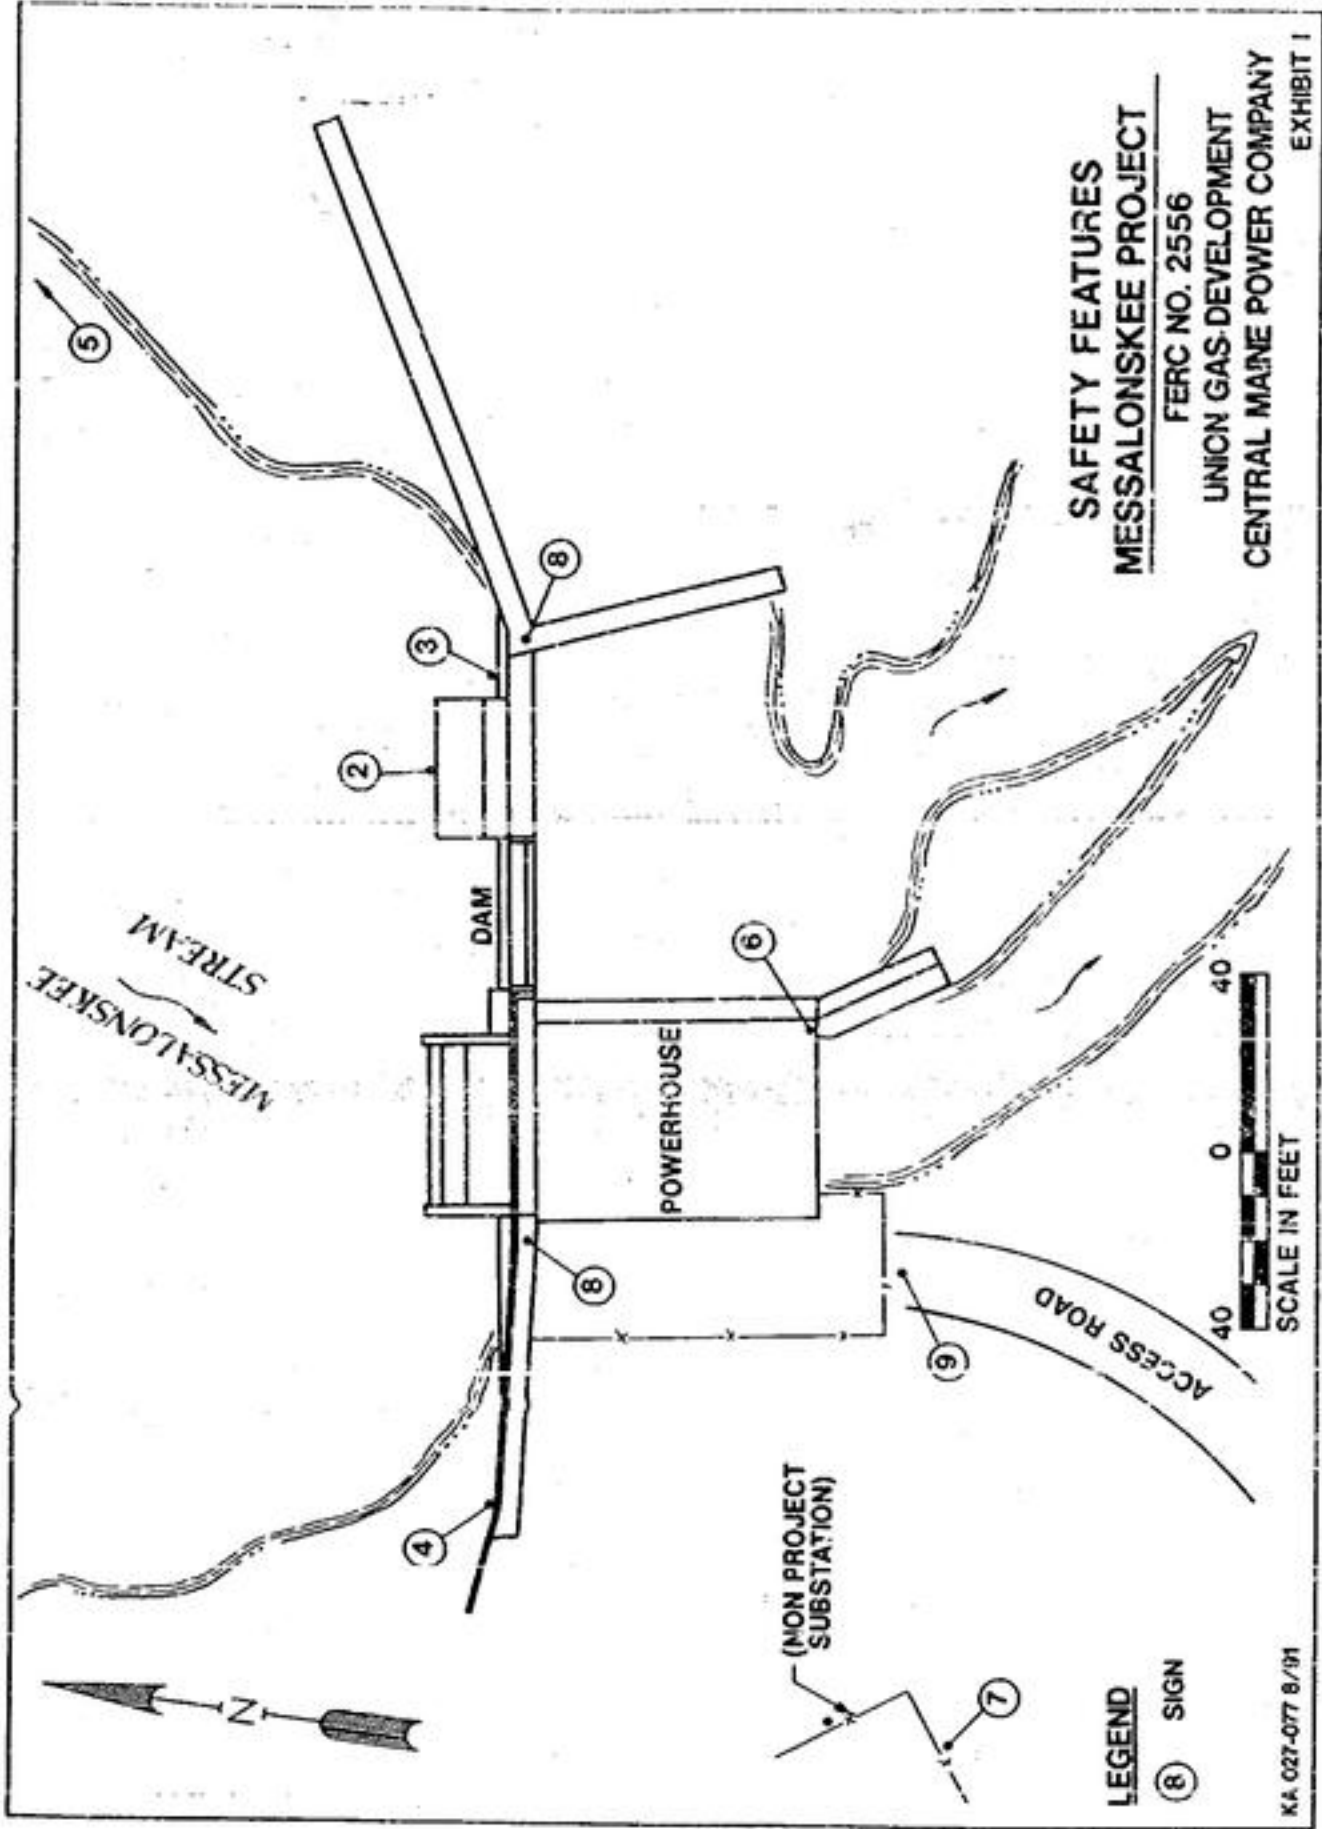 MESSALONSKEE
STREAM
5
4
2
3
DAM
8
8
POWERHOUSE
6
9
ACCESS ROAD
(NON PROJECT
SUBSTATION)
7
N
LEGEND
8 SIGN
40 0 40
SCALE IN FEET
SAFETY FEATURES
MESSALONSKEE PROJECT
FERC NO. 2556
UNION GAS DEVELOPMENT
CENTRAL MAINE POWER COMPANY
KA 027-077 8/91
EXHIBIT 1